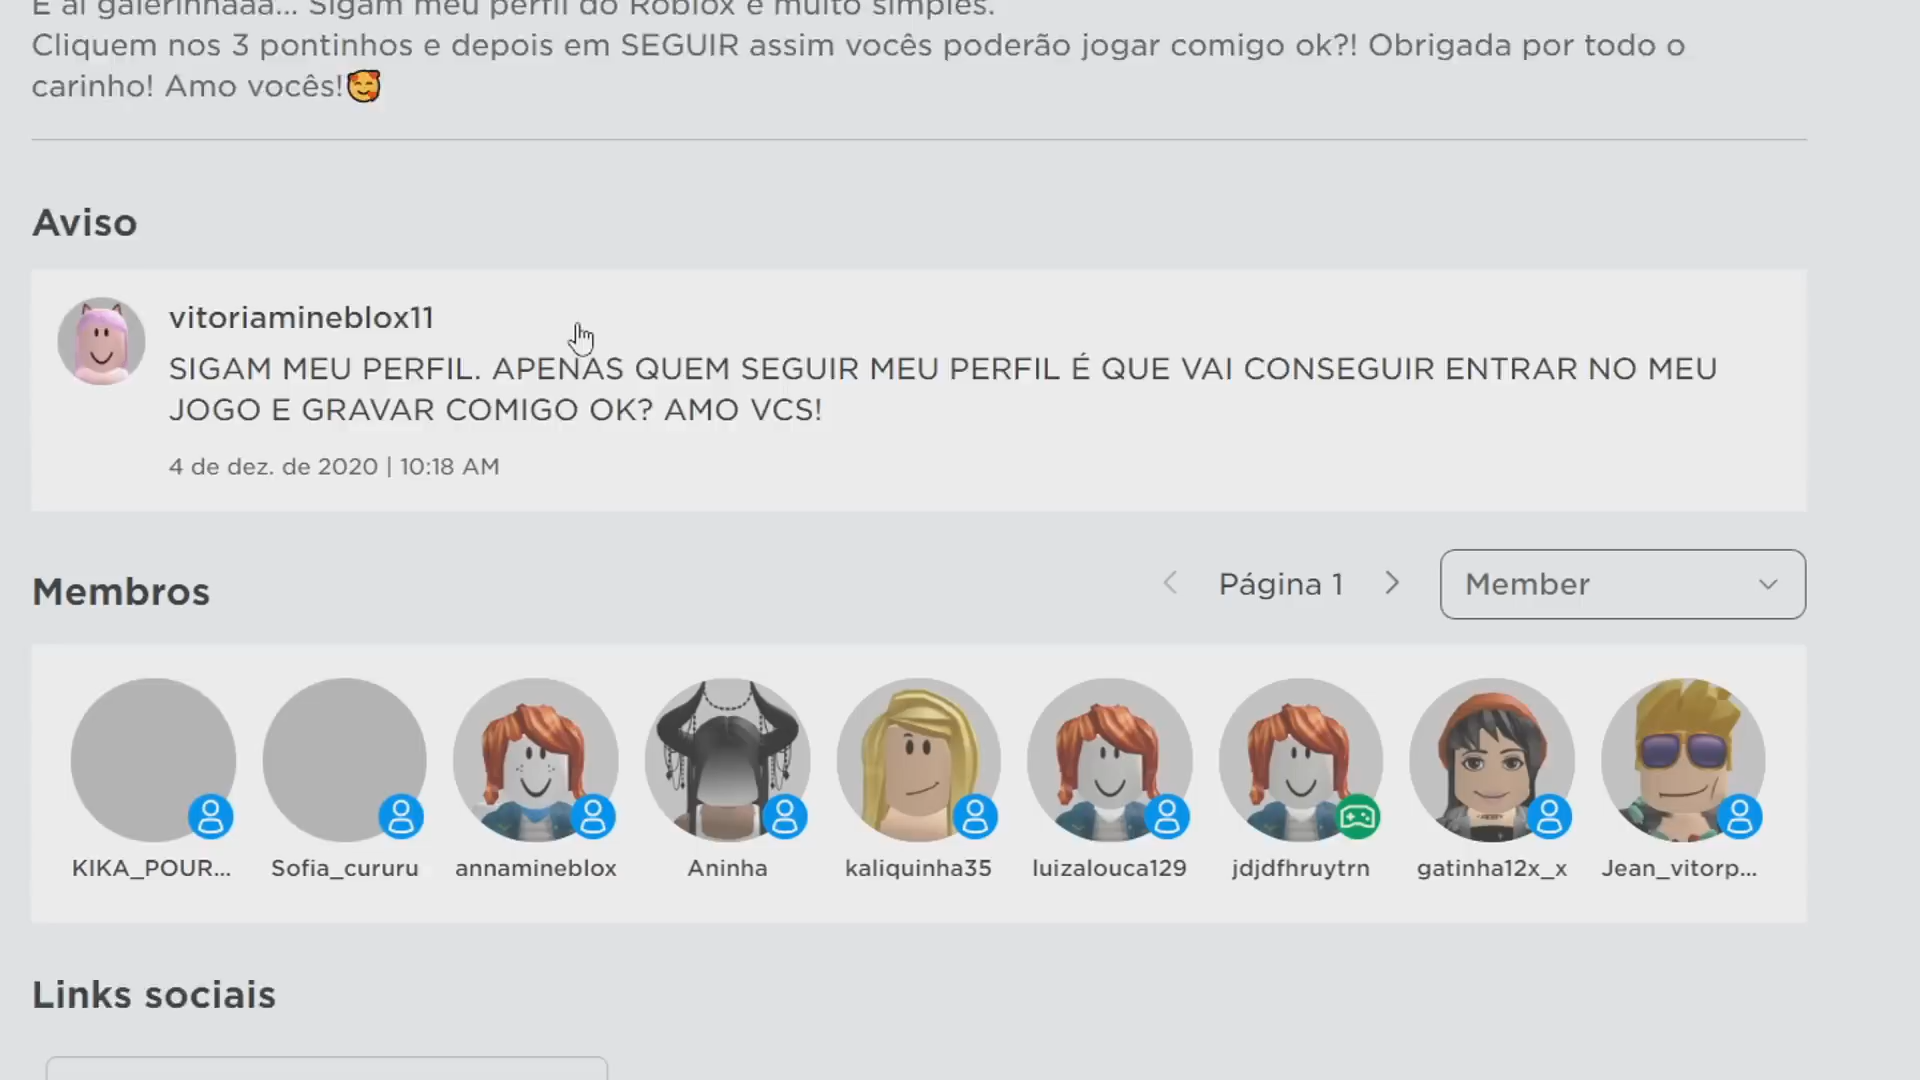 E aí galerinhaaa... Sigam meu perfil do Roblox é muito simples.
Cliquem nos 3 pontinhos e depois em SEGUIR assim vocês poderão jogar comigo ok?! Obrigada por todo o
carinho! Amo vocês!🥰
Aviso
vitoriamineblox11
SIGAM MEU PERFIL. APENAS QUEM SEGUIR MEU PERFIL É QUE VAI CONSEGUIR ENTRAR NO MEU
JOGO E GRAVAR COMIGO OK? AMO VCS!
4 de dez. de 2020 | 10:18 AM
Membros
Página 1
Member
KIKA_POUR...
Sofia_cururu
annamineblox
Aninha
kaliquinha35
luizalouca129
jdjdfhruytrn
gatinha12x_x
Jean_vitorp...
Links sociais